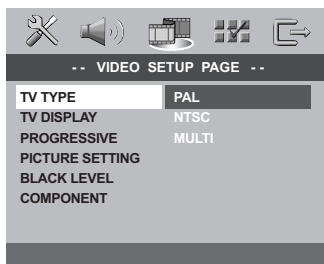 -- VIDEO SETUP PAGE --
TV TYPE PAL
TV DISPLAY NTSC
PROGRESSIVE MULTI
PICTURE SETTING
BLACK LEVEL
COMPONENT